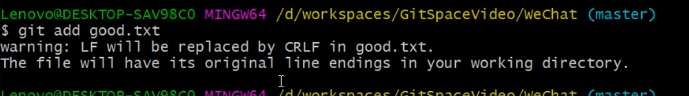 Lenovo@DESKTOP-SAV98C0 MINGW64 /d/workspaces/GitSpaceVideo/WeChat (master)
$ git add good.txt
warning: LF will be replaced by CRLF in good.txt.
The file will have its original line endings in your working directory.
Lenovo@DESKTOP-SAV98C0 MINGW64 /d/workspaces/GitSpaceVideo/WeChat (master)